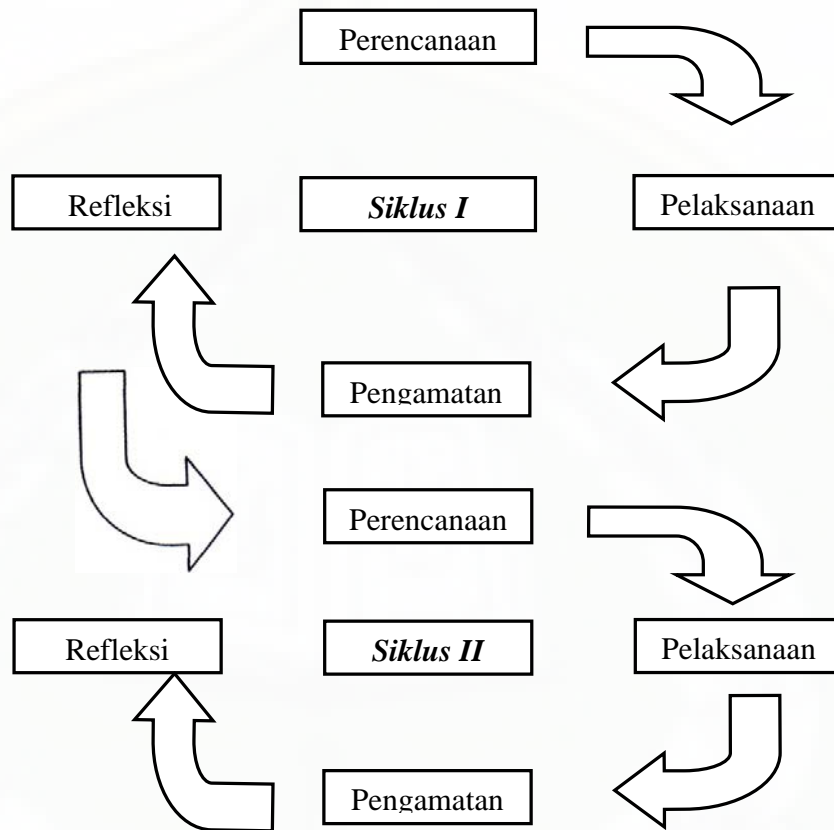 Perencanaan
Refleksi
Siklus I
Pelaksanaan
Pengamatan
Perencanaan
Refleksi
Siklus II
Pelaksanaan
Pengamatan